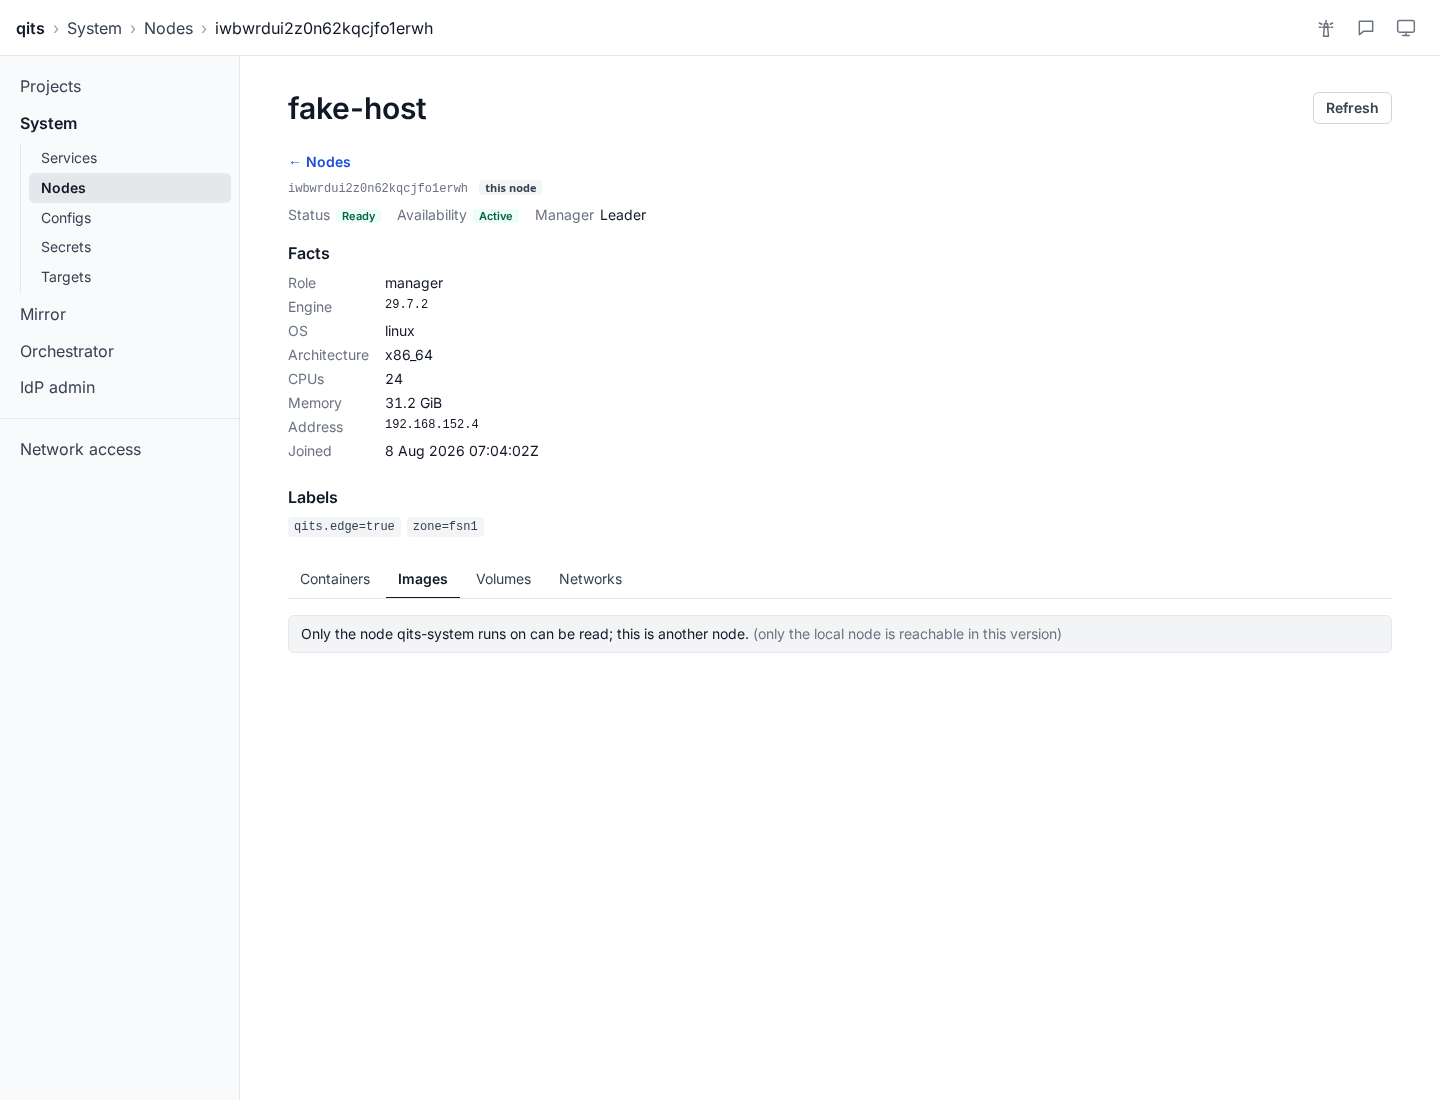 qits › System › Nodes › iwbwrdui2z0n62kqcjfo1erwh
Projects
System
Services
Nodes
Configs
Secrets
Targets
Mirror
Orchestrator
IdP admin
Network access
fake-host
Refresh
← Nodes
iwbwrdui2z0n62kqcjfo1erwh this node
Status Ready Availability Active Manager Leader
Facts
Role manager
Engine 29.7.2
OS linux
Architecture x86_64
CPUs 24
Memory 31.2 GiB
Address 192.168.152.4
Joined 8 Aug 2026 07:04:02Z
Labels
qits.edge=true zone=fsn1
Containers Images Volumes Networks
Only the node qits-system runs on can be read; this is another node. (only the local node is reachable in this version)